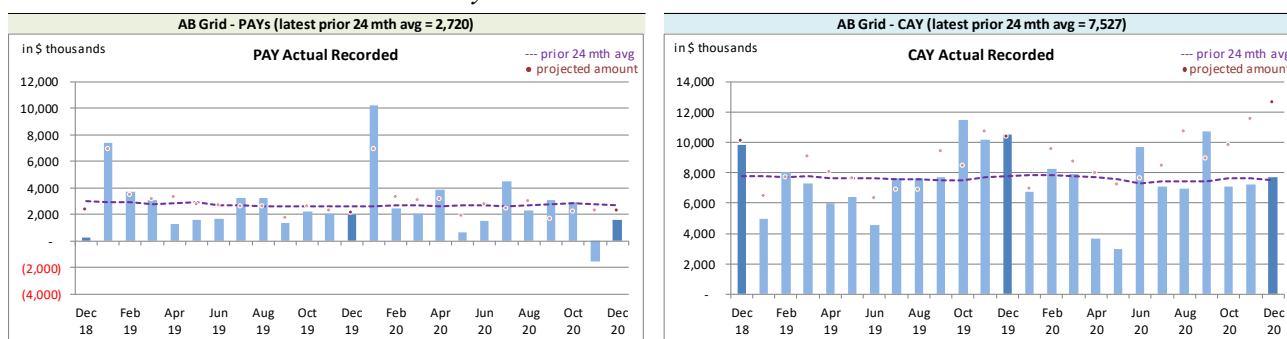 AB Grid - PAYs (latest prior 24 mth avg = 2,720)
in $ thousands
PAY Actual Recorded
--- prior 24 mth avg
• projected amount
12,000
10,000
8,000
6,000
4,000
2,000
-
(2,000)
(4,000)
Dec 18 Feb 19 Apr 19 Jun 19 Aug 19 Oct 19 Dec 19 Feb 20 Apr 20 Jun 20 Aug 20 Oct 20 Dec 20
AB Grid - CAY (latest prior 24 mth avg = 7,527)
in $ thousands
CAY Actual Recorded
--- prior 24 mth avg
• projected amount
14,000
12,000
10,000
8,000
6,000
4,000
2,000
-
Dec 18 Feb 19 Apr 19 Jun 19 Aug 19 Oct 19 Dec 19 Feb 20 Apr 20 Jun 20 Aug 20 Oct 20 Dec 20